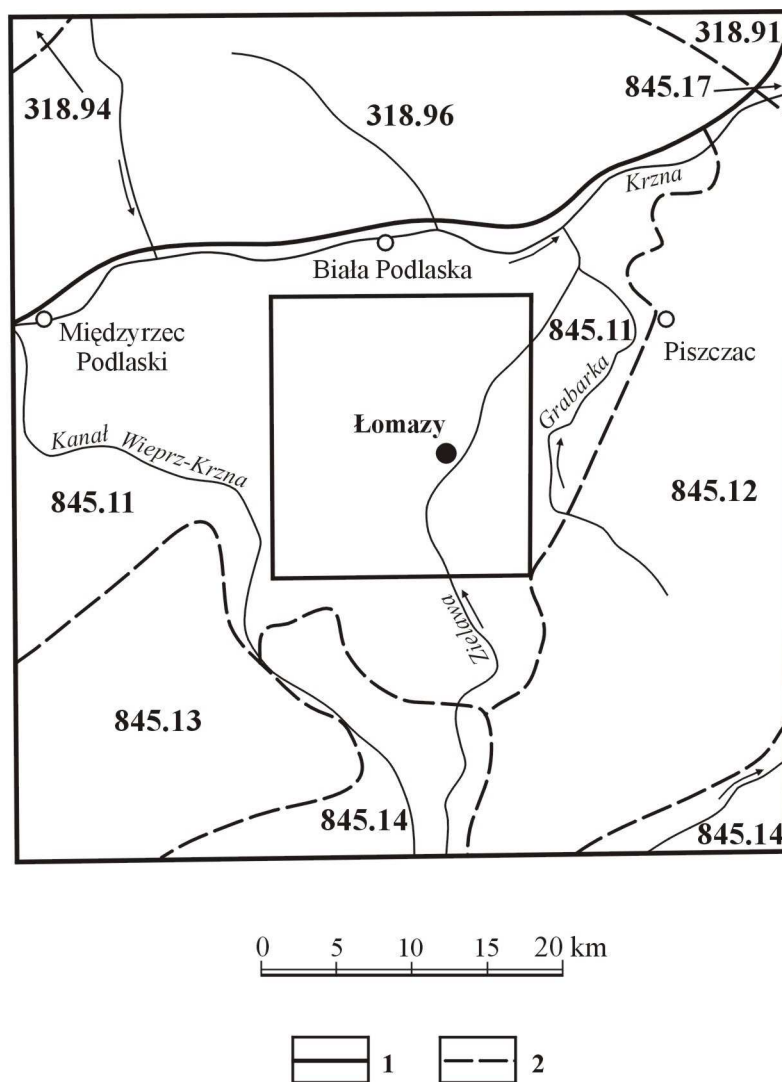 318.91
845.17
318.94
318.96
Krzna
Biała Podlaska
Międzyrzec
Podlaski
845.11
Piszczac
Grabarka
Łomazy
Kanał Wieprz-Krzna
845.11
845.12
Zielawa
845.13
845.14
845.14
0 5 10 15 20 km
1 2